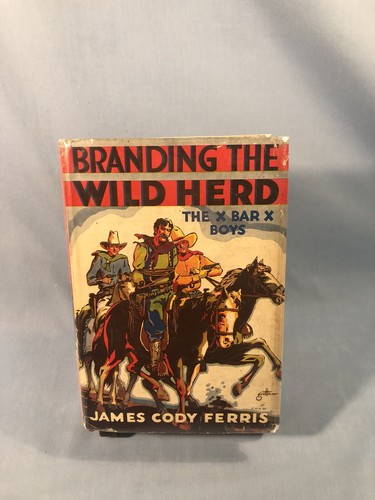 BRANDING THE
WILD HERD
THE X BAR X
BOYS
JAMES CODY FERRIS